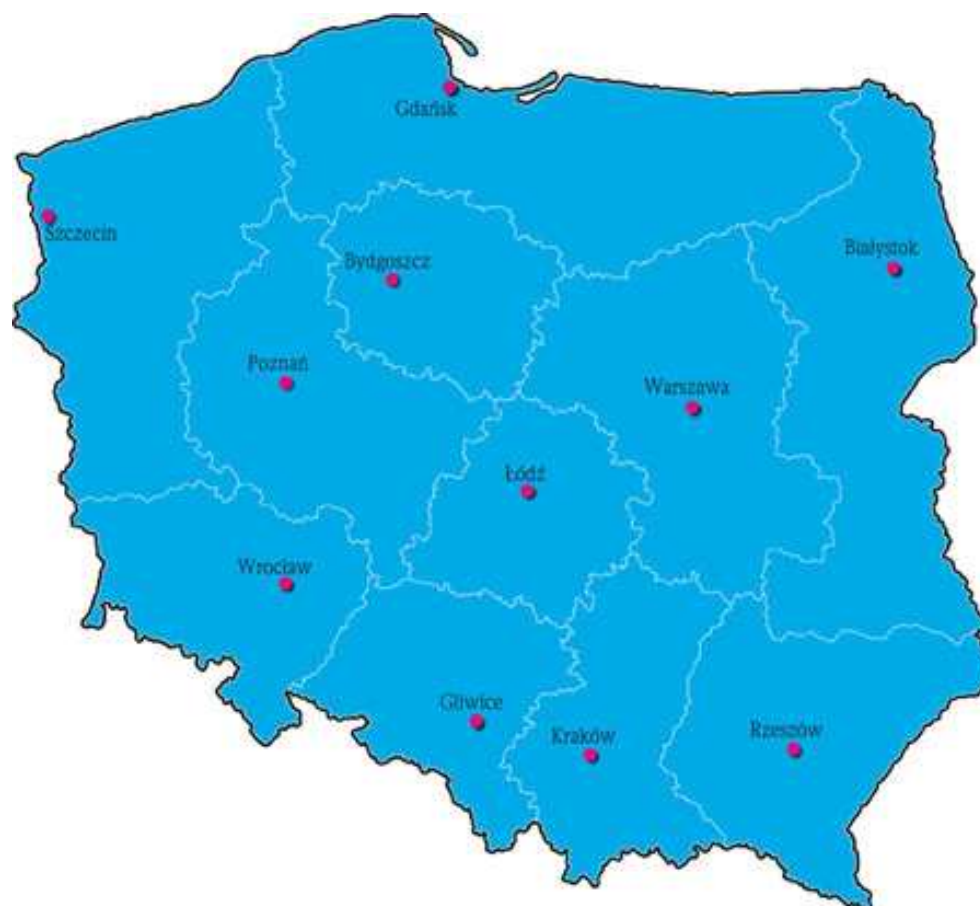 Gdańsk
Szczecin
Białystok
Bydgoszcz
Poznań
Warszawa
Łódź
Wrocław
Gliwice
Kraków
Rzeszów